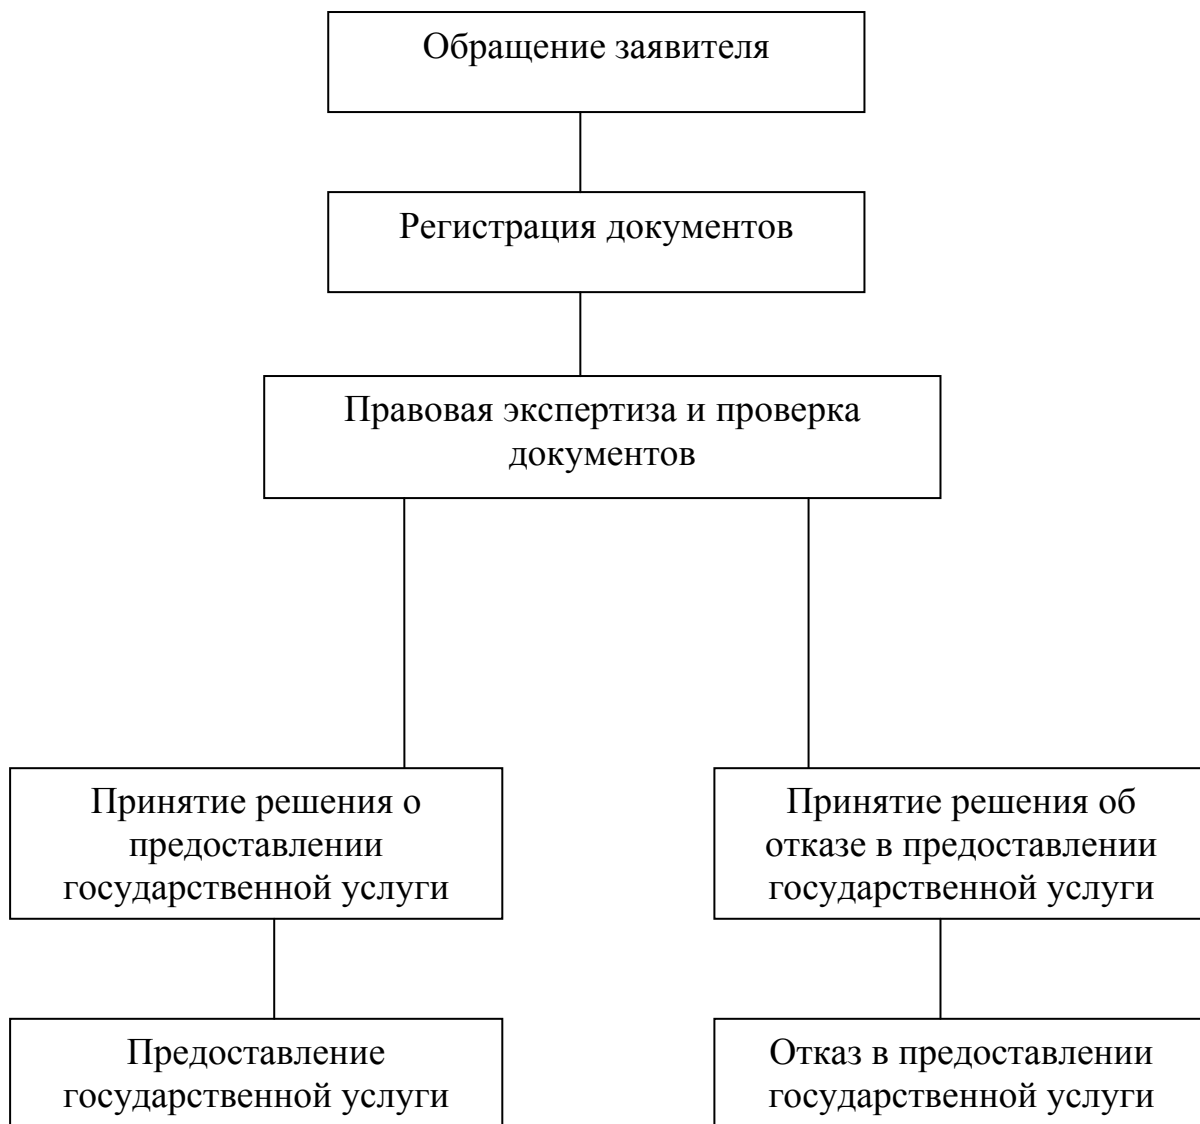 Обращение заявителя
Регистрация документов
Правовая экспертиза и проверка
документов
Принятие решения о
предоставлении
государственной услуги
Принятие решения об
отказе в предоставлении
государственной услуги
Предоставление
государственной услуги
Отказ в предоставлении
государственной услуги